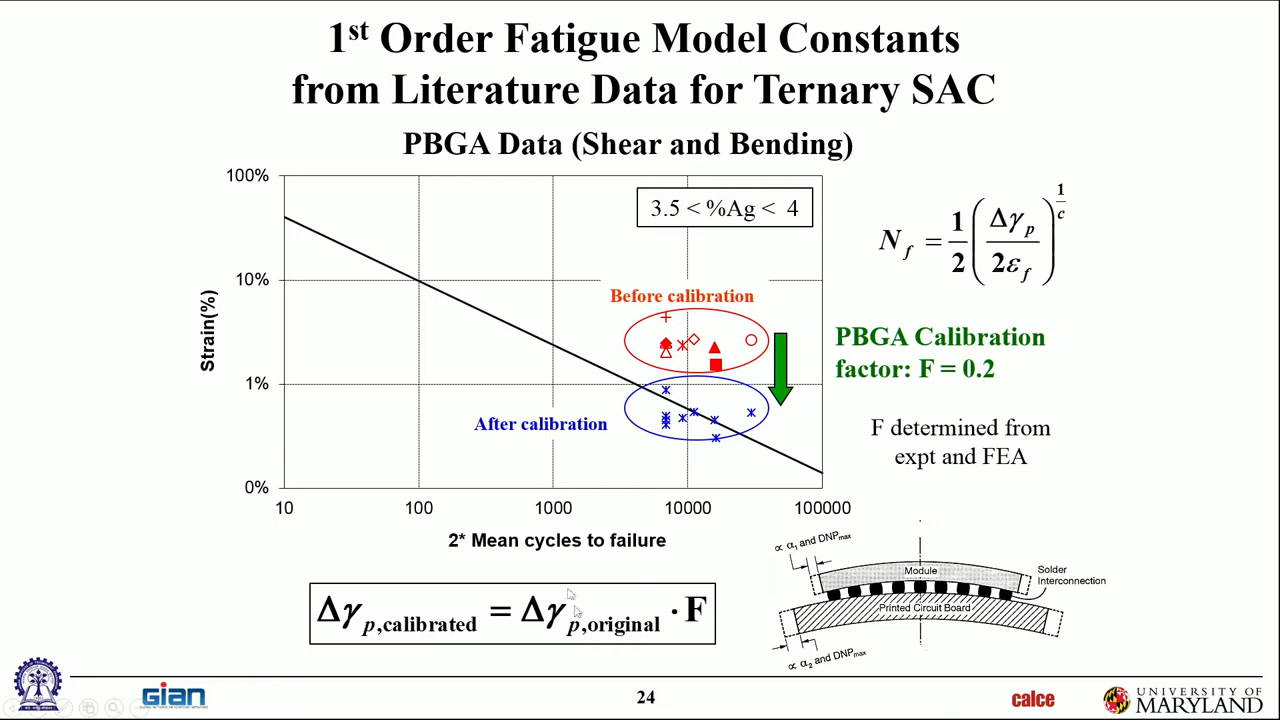 1st Order Fatigue Model Constants
from Literature Data for Ternary SAC
PBGA Data (Shear and Bending)
100%
10%
1%
0%
Strain(%)
3.5 < %Ag < 4
Before calibration
After calibration
10
100
1000
10000
100000
2* Mean cycles to failure
N_f = 1/2 (Δγ_p / 2ε_f)^(1/c)
PBGA Calibration
factor: F = 0.2
F determined from
expt and FEA
Δγ_p,calibrated = Δγ_p,original · F
∝ α1 and DNPmax
Module
Solder
Interconnection
Printed Circuit Board
∝ α2 and DNPmax
GIAN
24
calce
UNIVERSITY OF
MARYLAND